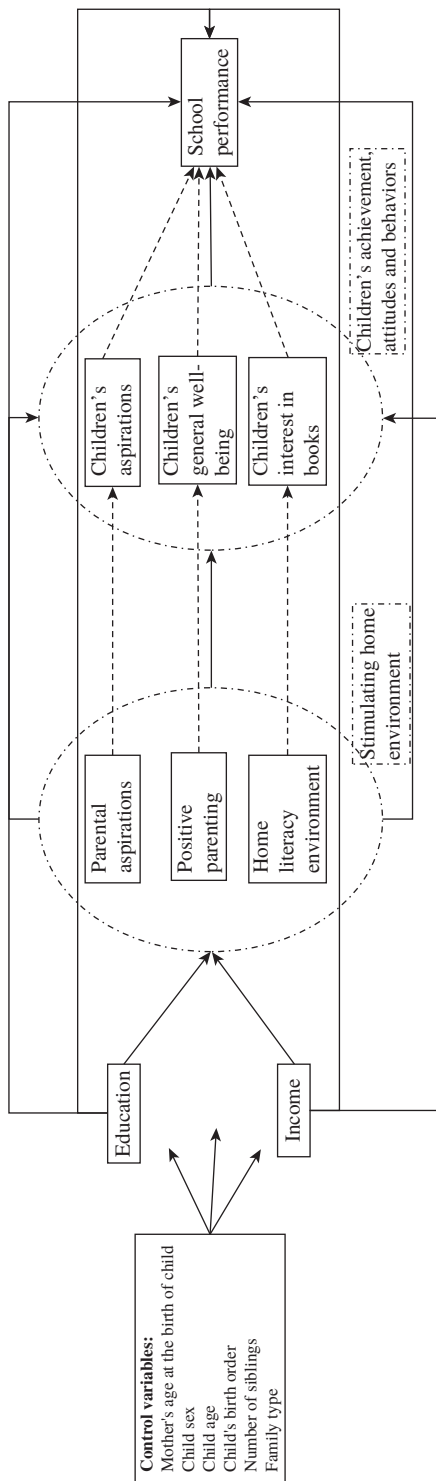 Control variables:
Mother's age at the birth of child
Child sex
Child age
Child's birth order
Number of siblings
Family type
Education
Income
Parental
aspirations
Positive
parenting
Home
literacy
environment
Stimulating home
environment
Children's
aspirations
Children's
general well-
being
Children's
interest in
books
Children's achievement,
attitudes and behaviors
School
performance